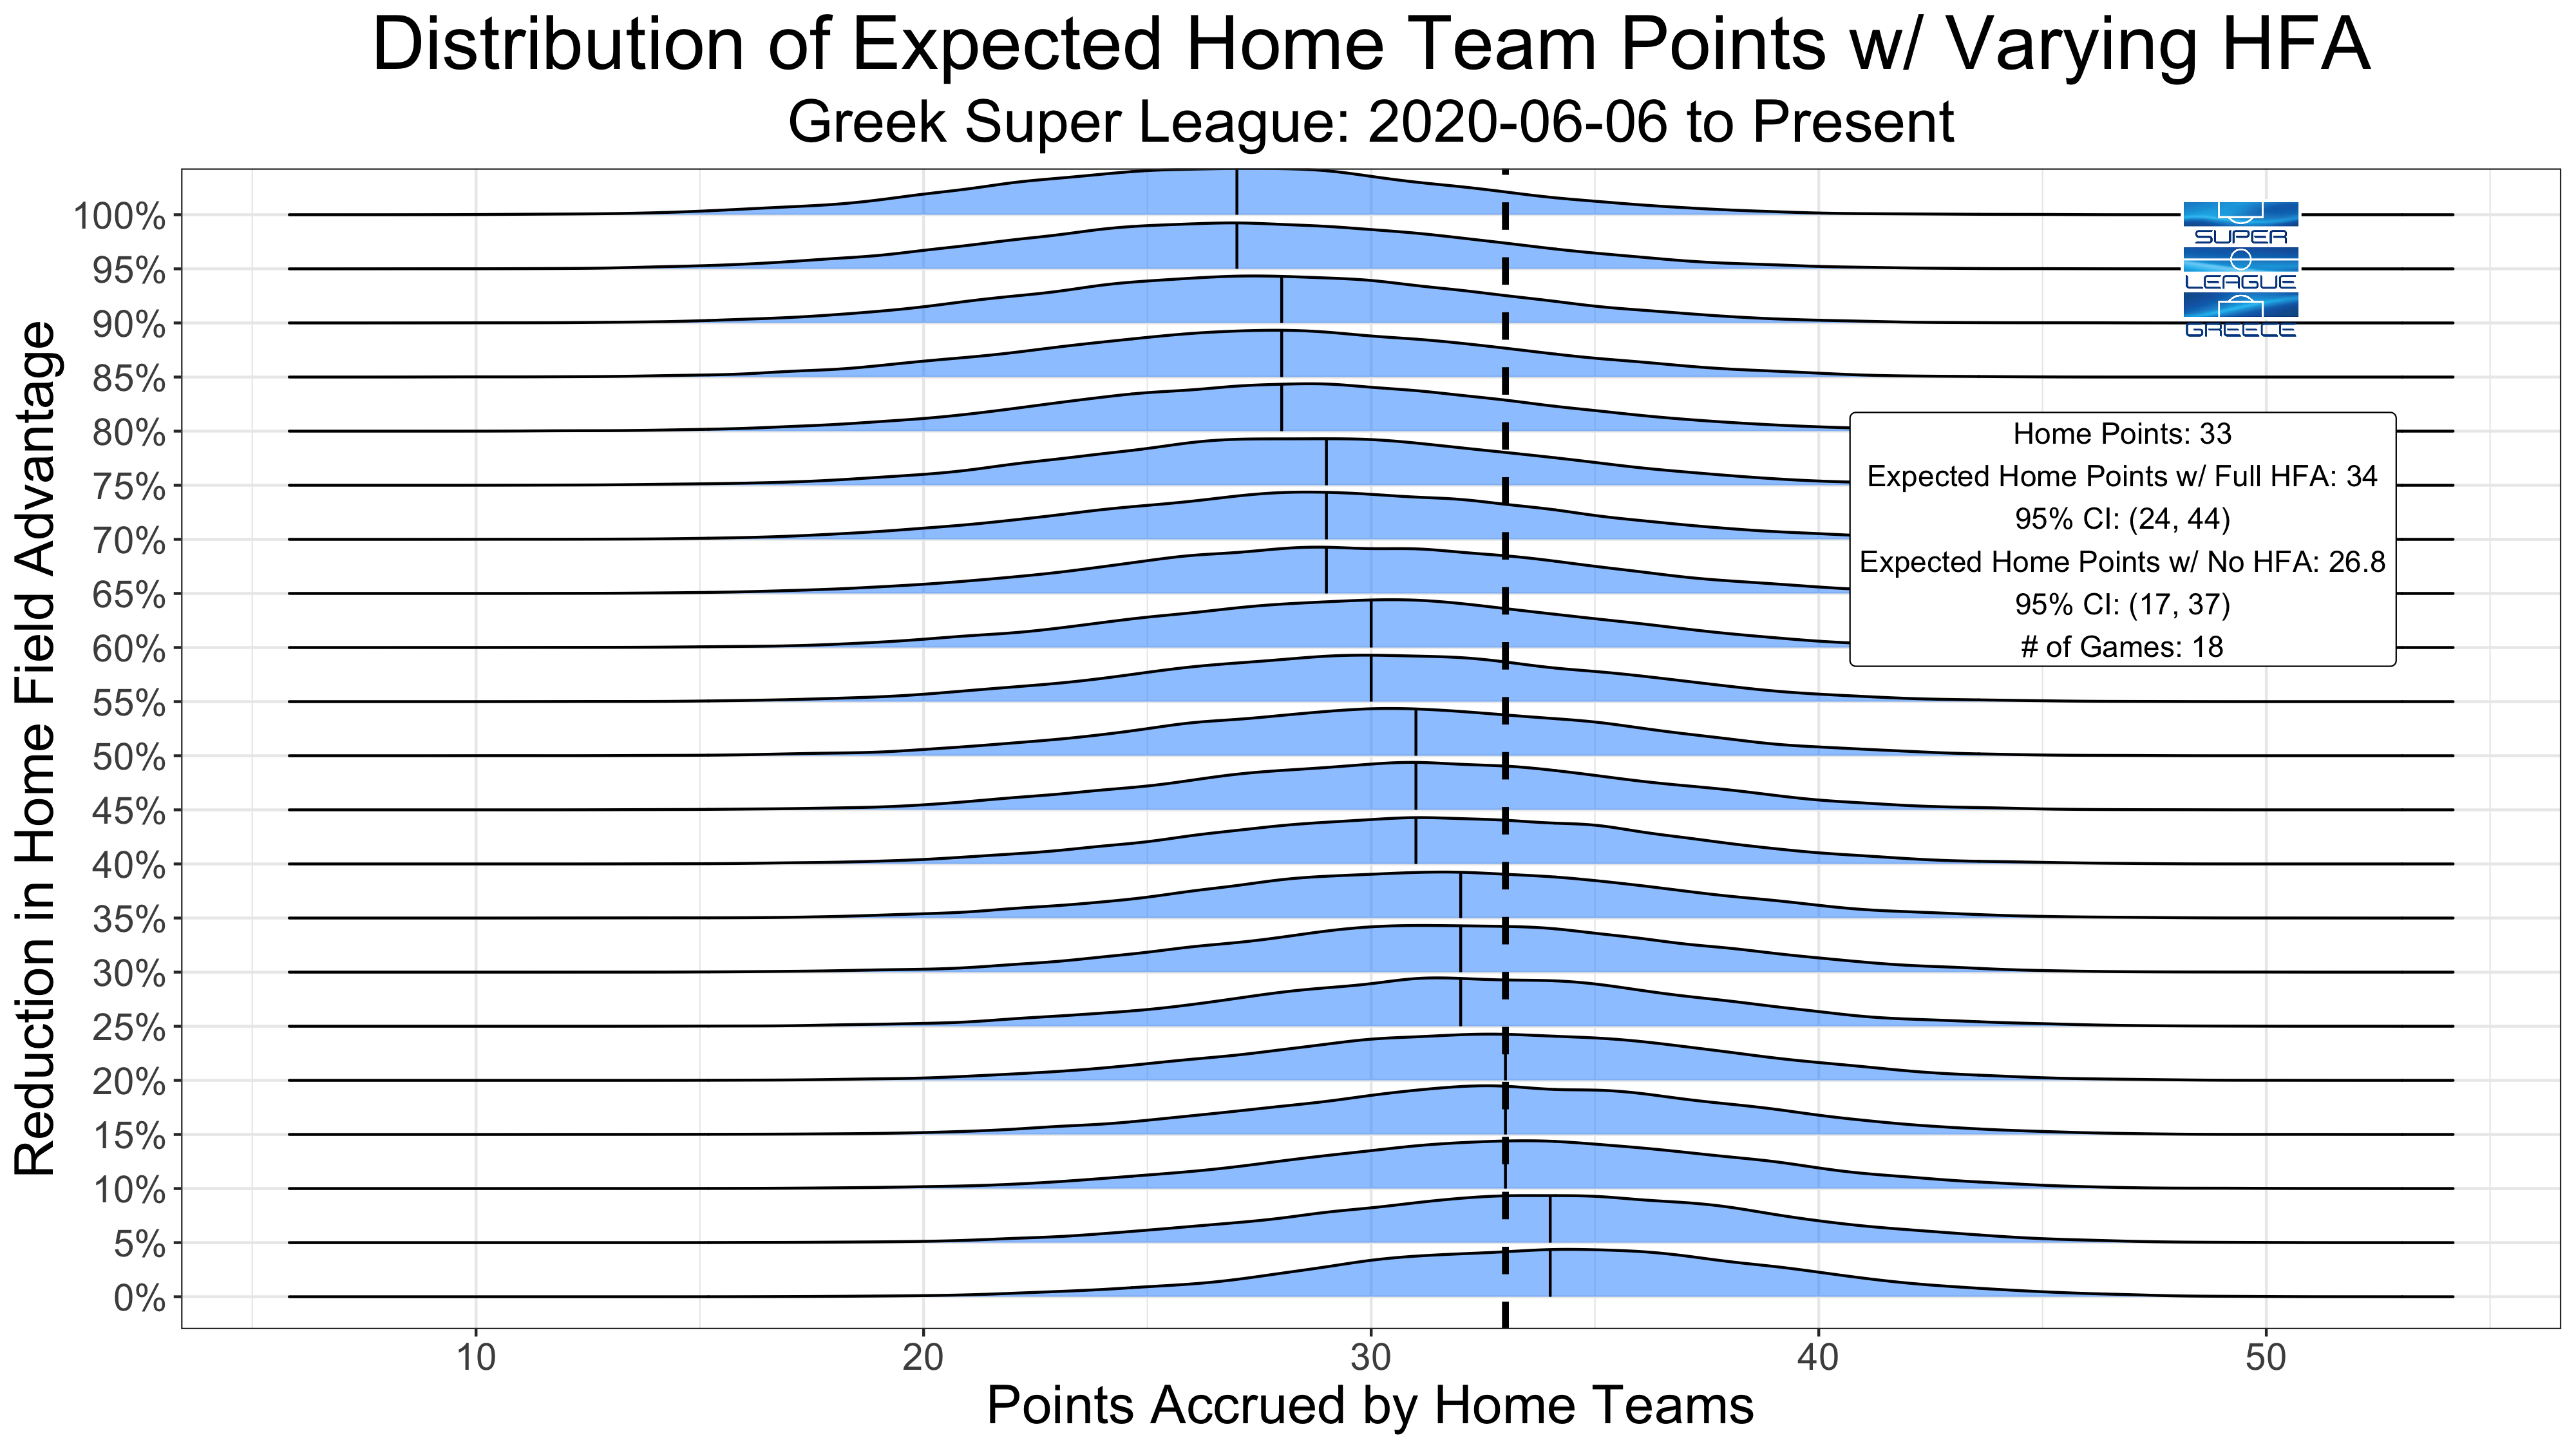 Distribution of Expected Home Team Points w/ Varying HFA
Greek Super League: 2020-06-06 to Present
Reduction in Home Field Advantage
100%
95%
90%
85%
80%
75%
70%
65%
60%
55%
50%
45%
40%
35%
30%
25%
20%
15%
10%
5%
0%
SUPER
LEAGUE
GREECE
Home Points: 33
Expected Home Points w/ Full HFA: 34
95% CI: (24, 44)
Expected Home Points w/ No HFA: 26.8
95% CI: (17, 37)
# of Games: 18
10 20 30 40 50
Points Accrued by Home Teams